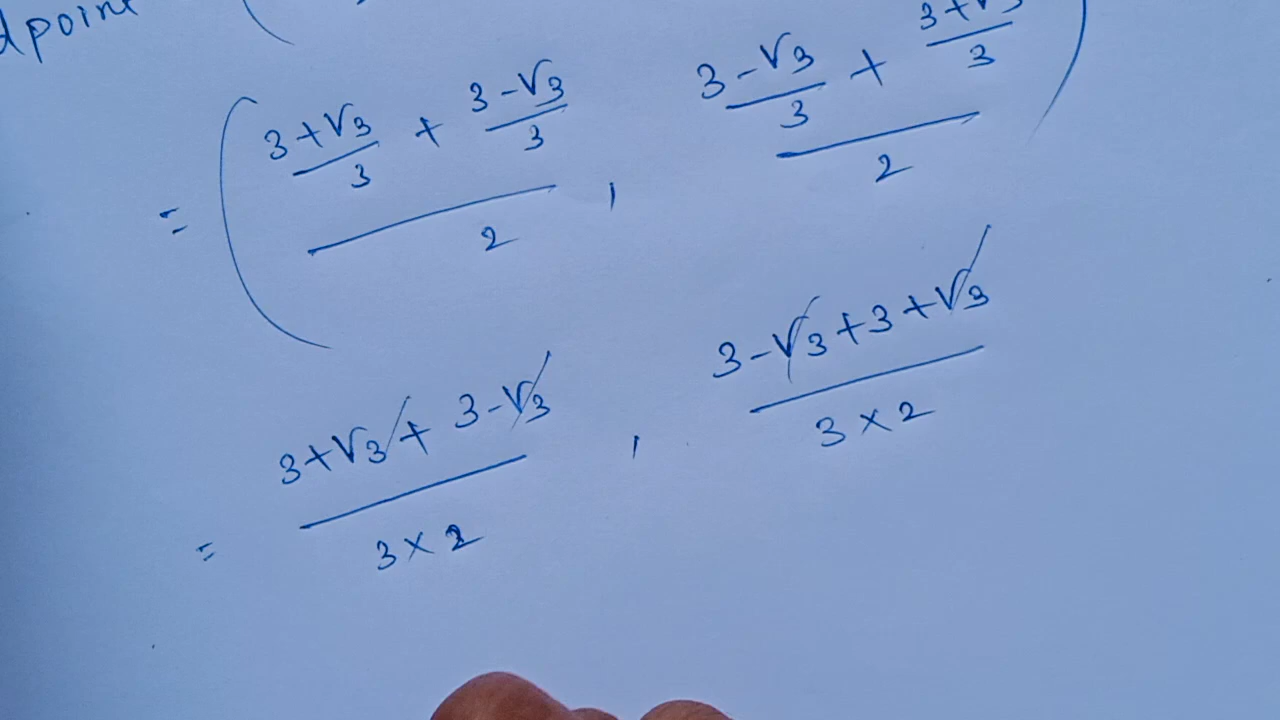 dpoint (
= ( (3+√3)/3 + (3-√3)/3 / 2 , (3-√3)/3 + (3+√3)/3 / 2 )
= 3+√3+3-√3 / 3×2 , 3-√3+3+√3 / 3×2